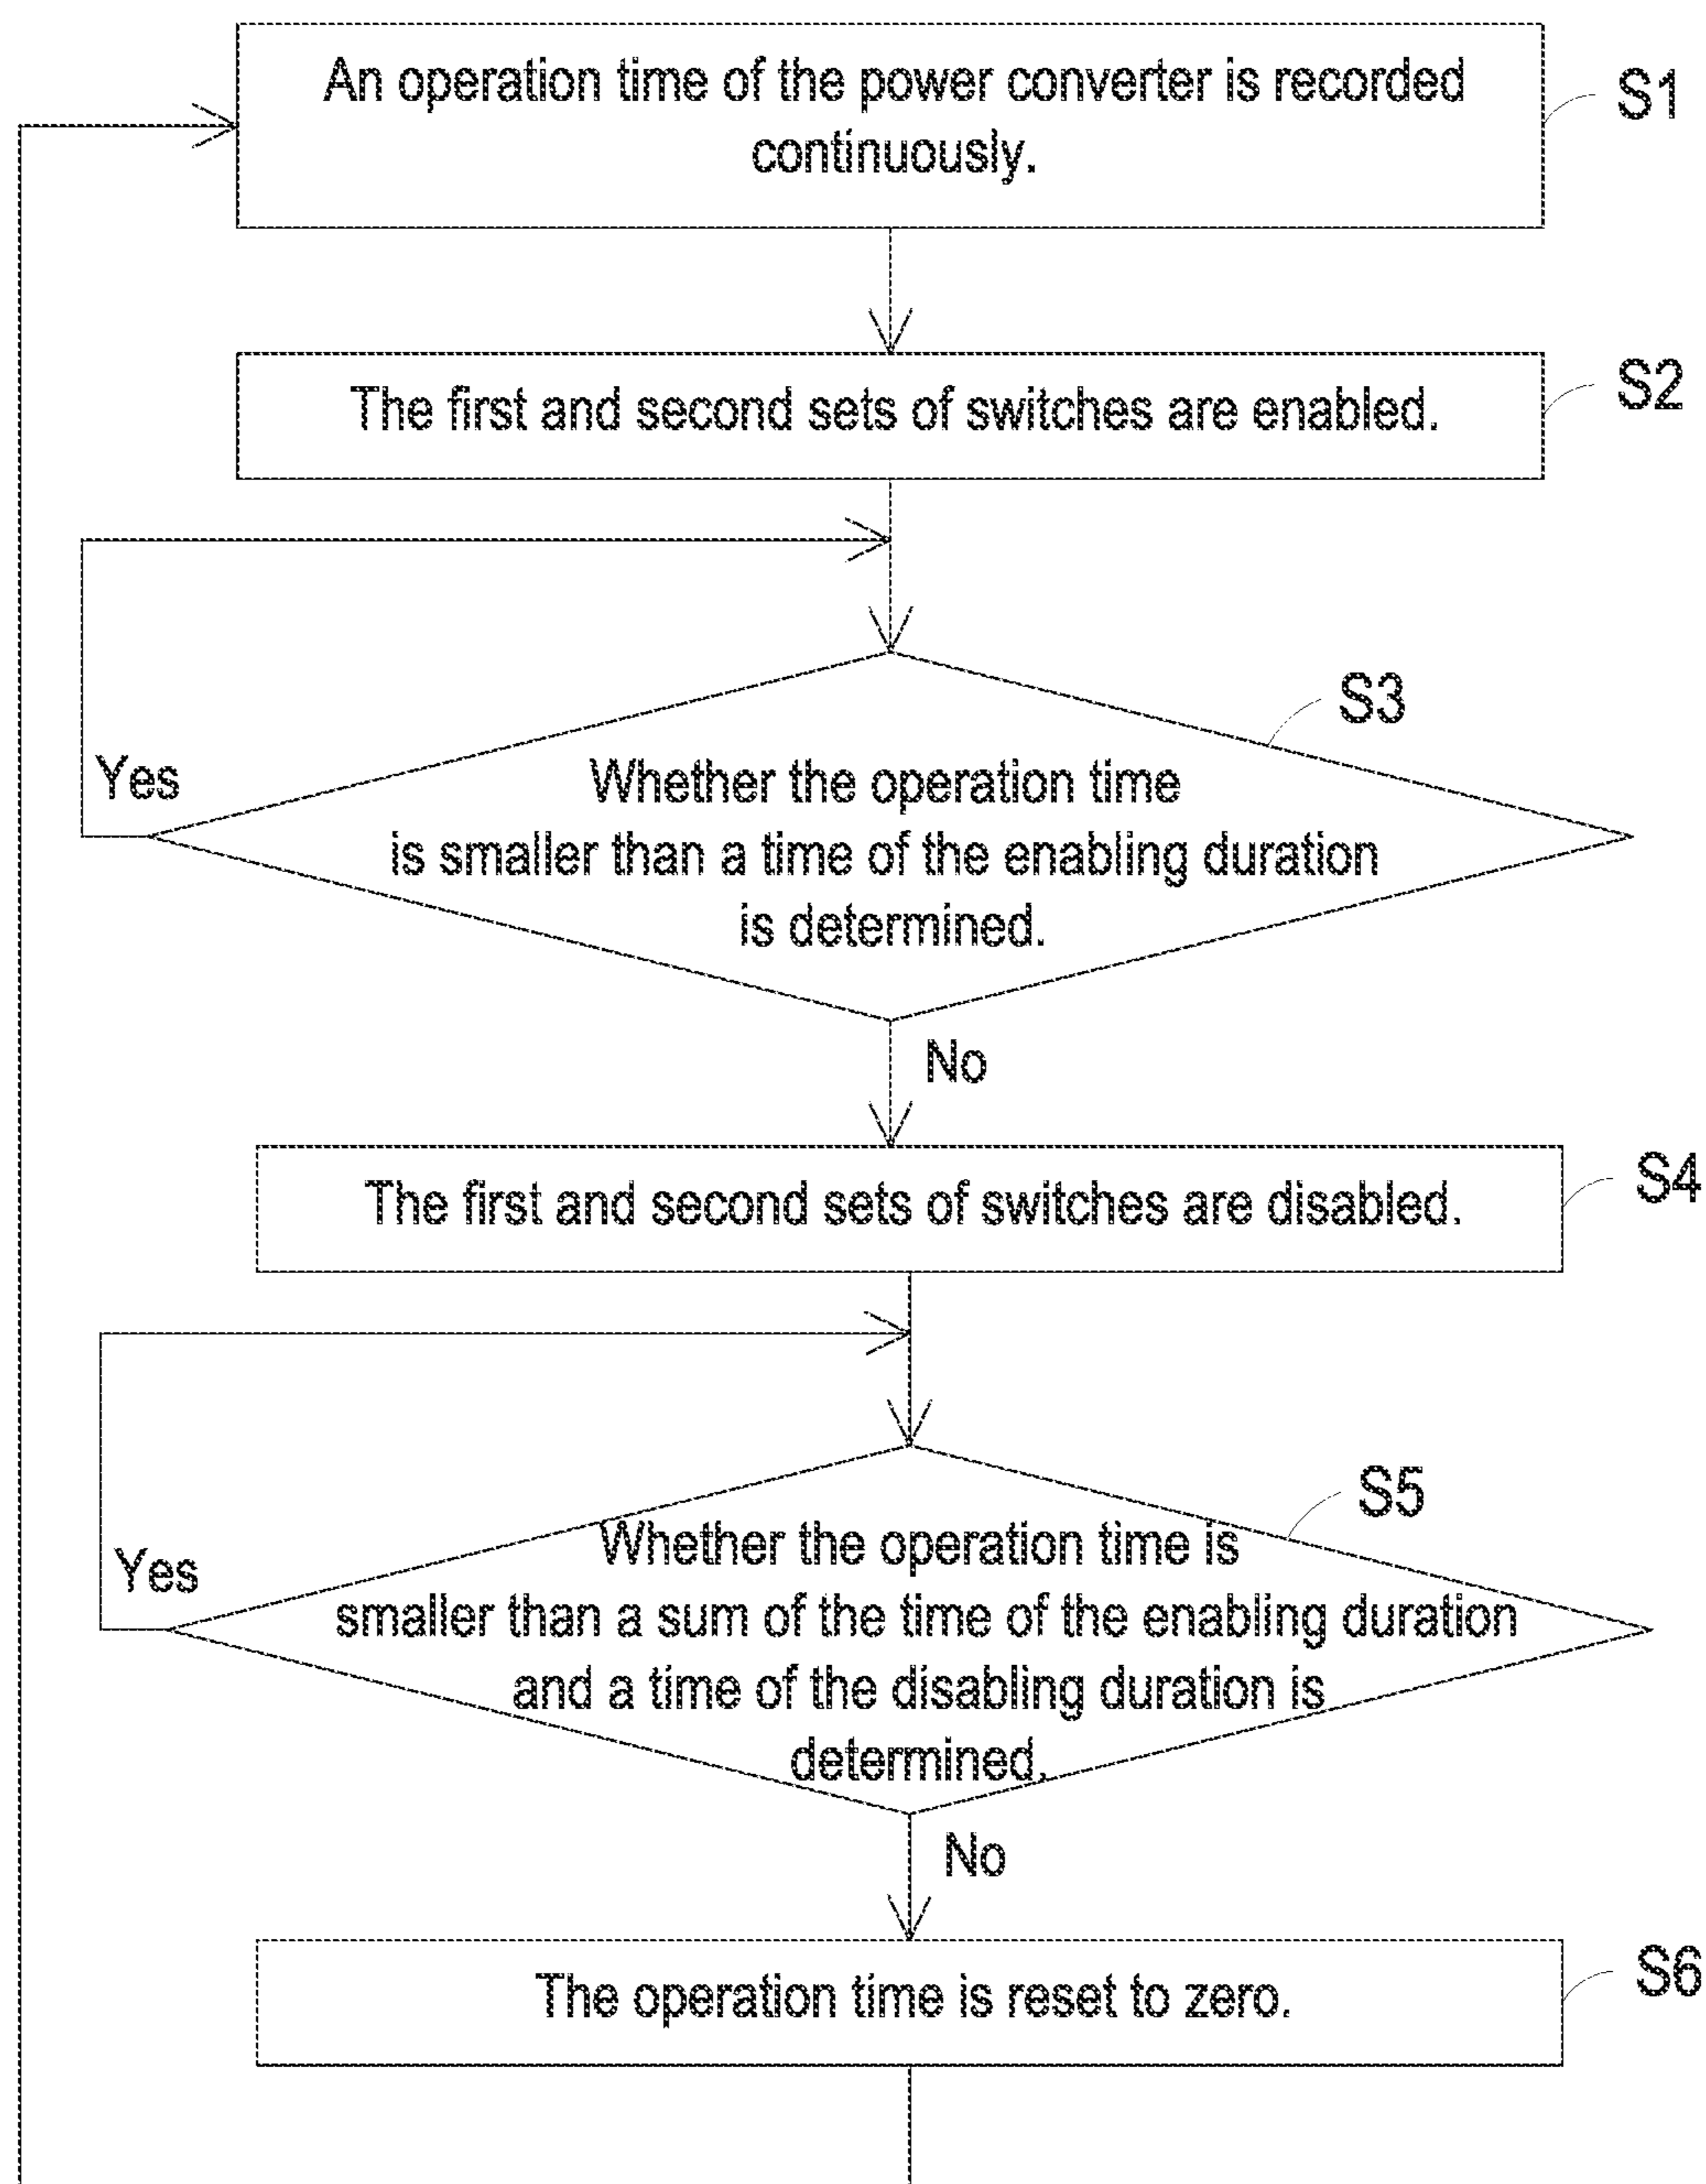 An operation time of the power converter is recorded
continuously.
S1
The first and second sets of switches are enabled.
S2
S3
Yes
Whether the operation time
is smaller than a time of the enabling duration
is determined.
No
The first and second sets of switches are disabled.
S4
S5
Yes
Whether the operation time is
smaller than a sum of the time of the enabling duration
and a time of the disabling duration is
determined.
No
The operation time is reset to zero.
S6